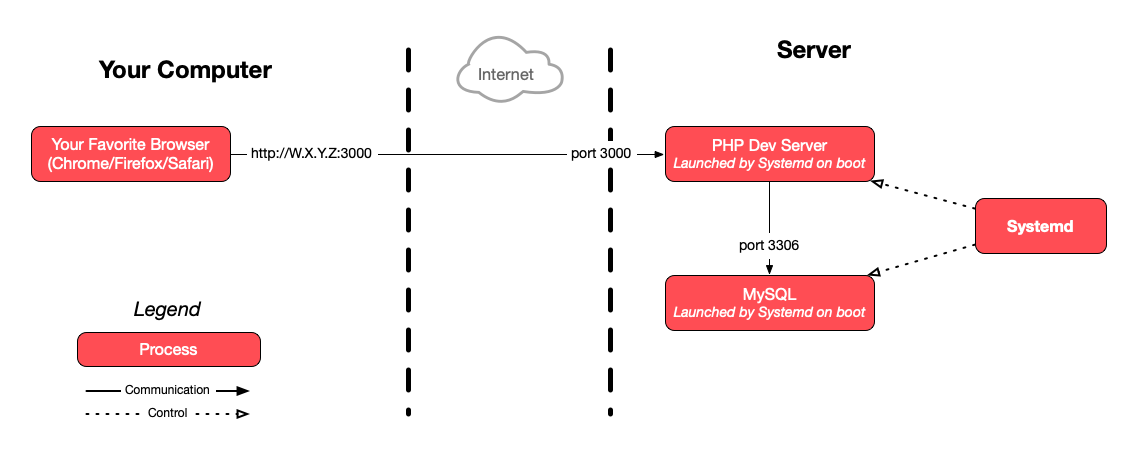 Your Computer
Internet
Server
Your Favorite Browser
(Chrome/Firefox/Safari)
http://W.X.Y.Z:3000
port 3000
PHP Dev Server
Launched by Systemd on boot
Systemd
port 3306
MySQL
Launched by Systemd on boot
Legend
Process
Communication
Control